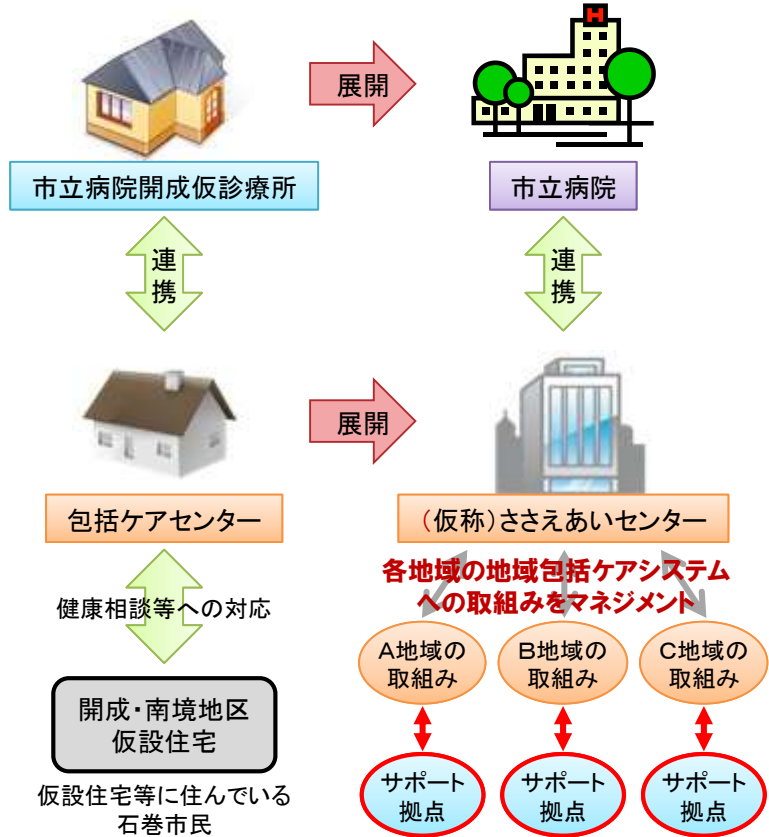 H
展開
市立病院開成仮診療所
市立病院
連
携
連
携
展開
包括ケアセンター
(仮称)ささえあいセンター
健康相談等への対応
各地域の地域包括ケアシステム
への取組みをマネジメント
A地域の
取組み
B地域の
取組み
C地域の
取組み
開成・南境地区
仮設住宅
仮設住宅等に住んでいる
石巻市民
サポート
拠点
サポート
拠点
サポート
拠点